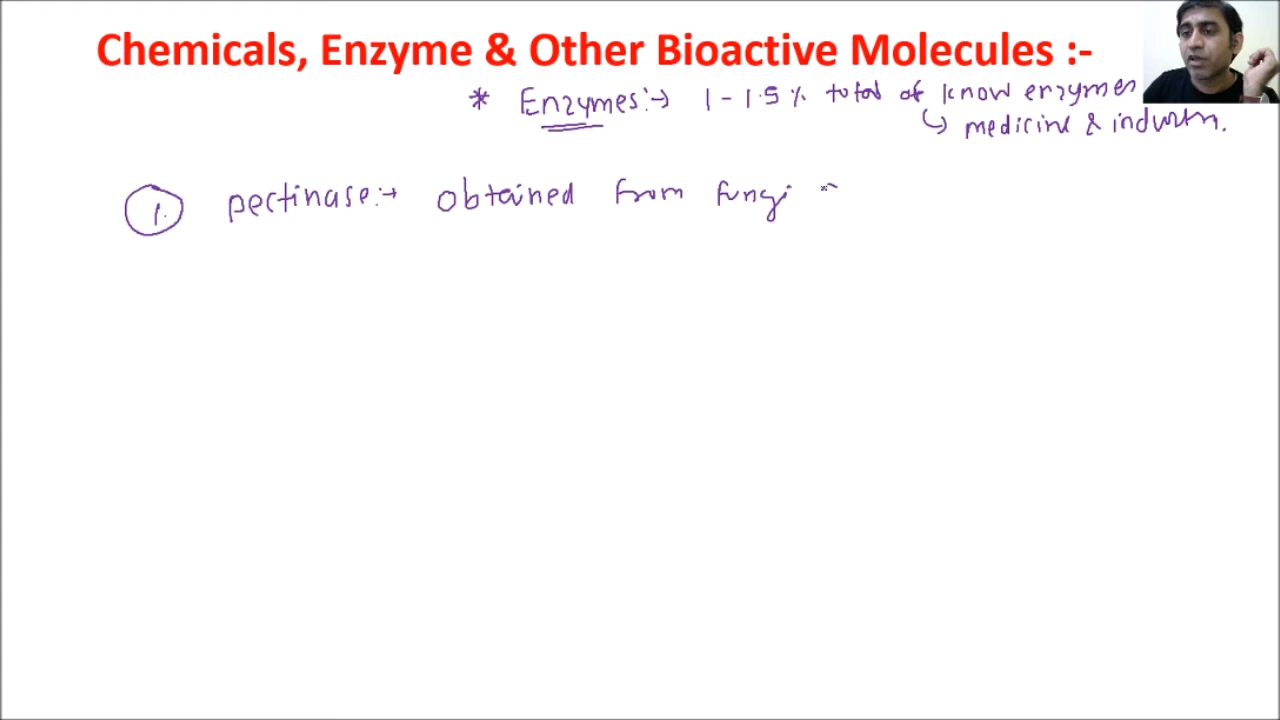 Chemicals, Enzyme & Other Bioactive Molecules :-
* Enzymes:→ 1 - 1.5 % total of know enzymes
↳ medicine & industry.
1. pectinase:→ obtained from fungi